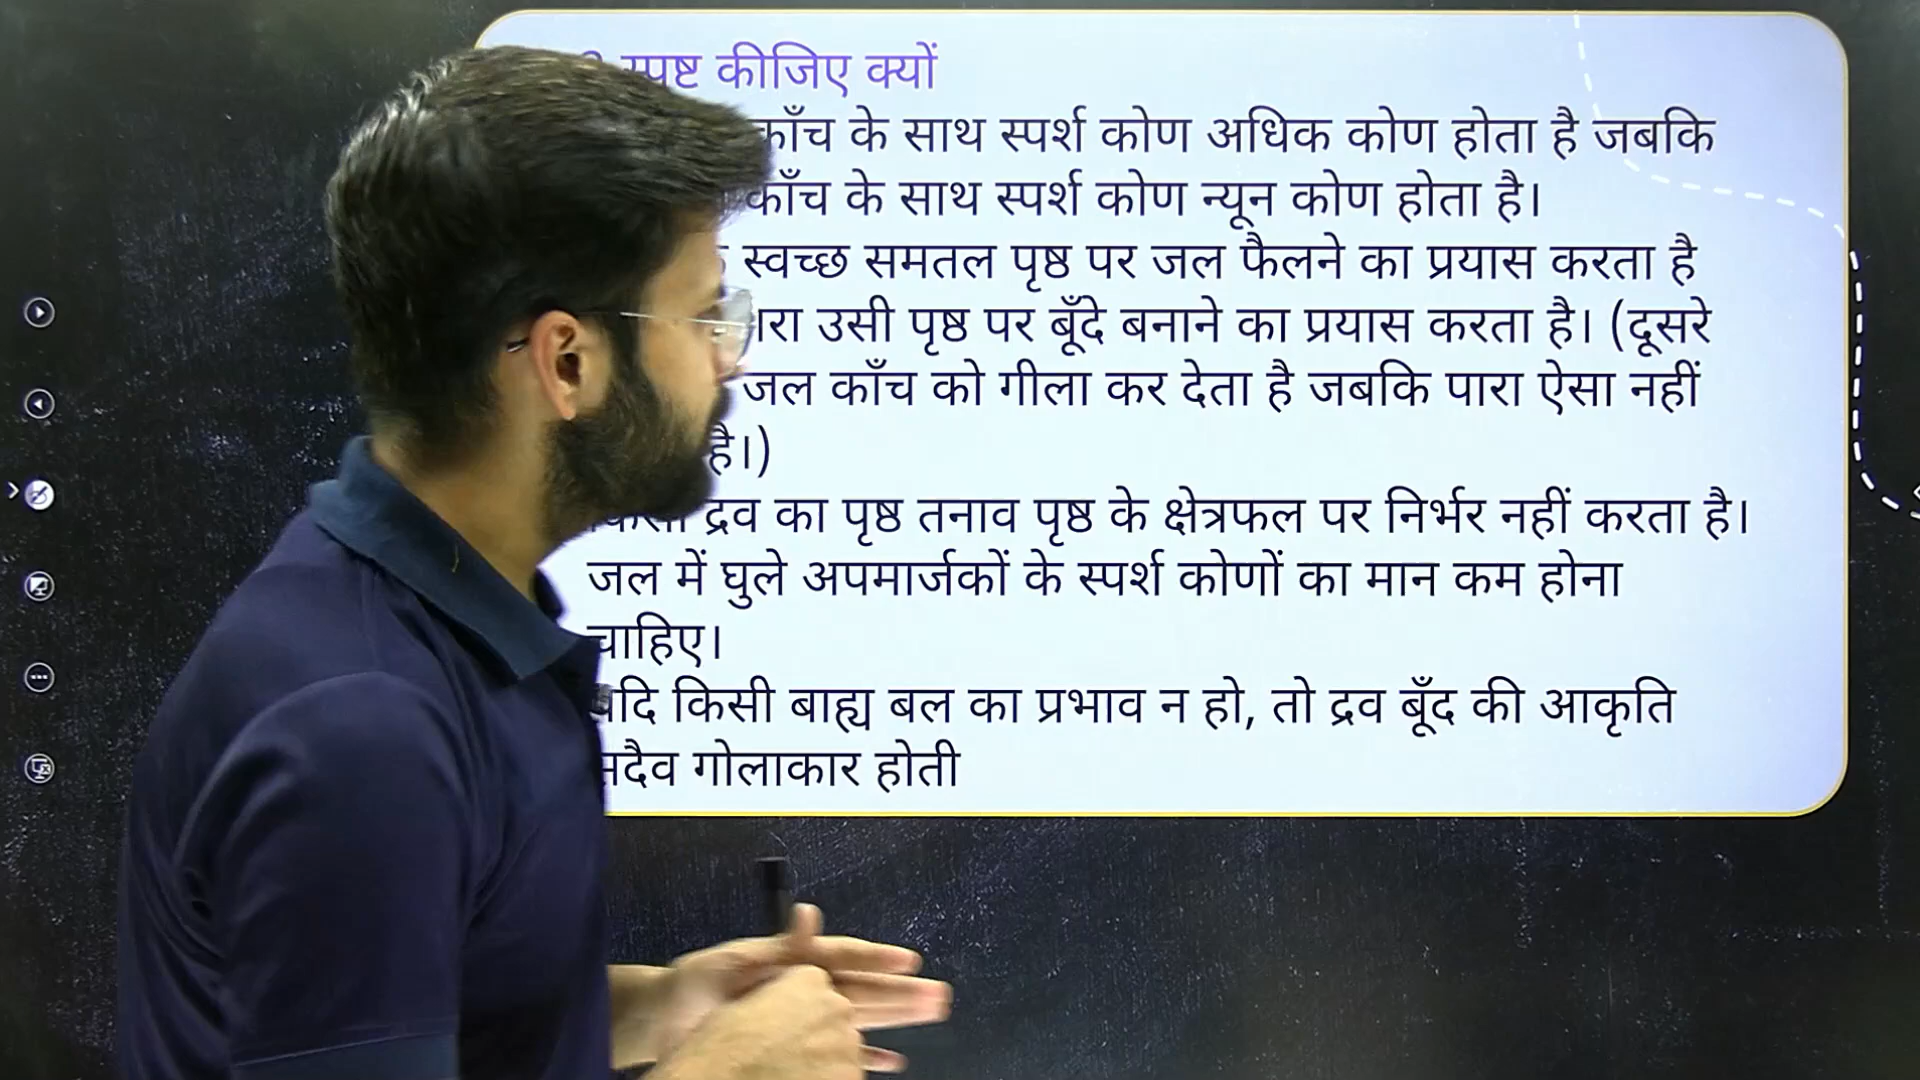 स्पष्ट कीजिए क्यों
काँच के साथ स्पर्श कोण अधिक कोण होता है जबकि
काँच के साथ स्पर्श कोण न्यून कोण होता है।
स्वच्छ समतल पृष्ठ पर जल फैलने का प्रयास करता है
उसी पृष्ठ पर बूँदे बनाने का प्रयास करता है। (दूसरे
जल काँच को गीला कर देता है जबकि पारा ऐसा नहीं
है।)
द्रव का पृष्ठ तनाव पृष्ठ के क्षेत्रफल पर निर्भर नहीं करता है।
जल में घुले अपमार्जकों के स्पर्श कोणों का मान कम होना
चाहिए।
यदि किसी बाह्य बल का प्रभाव न हो, तो द्रव बूँद की आकृति
सदैव गोलाकार होती